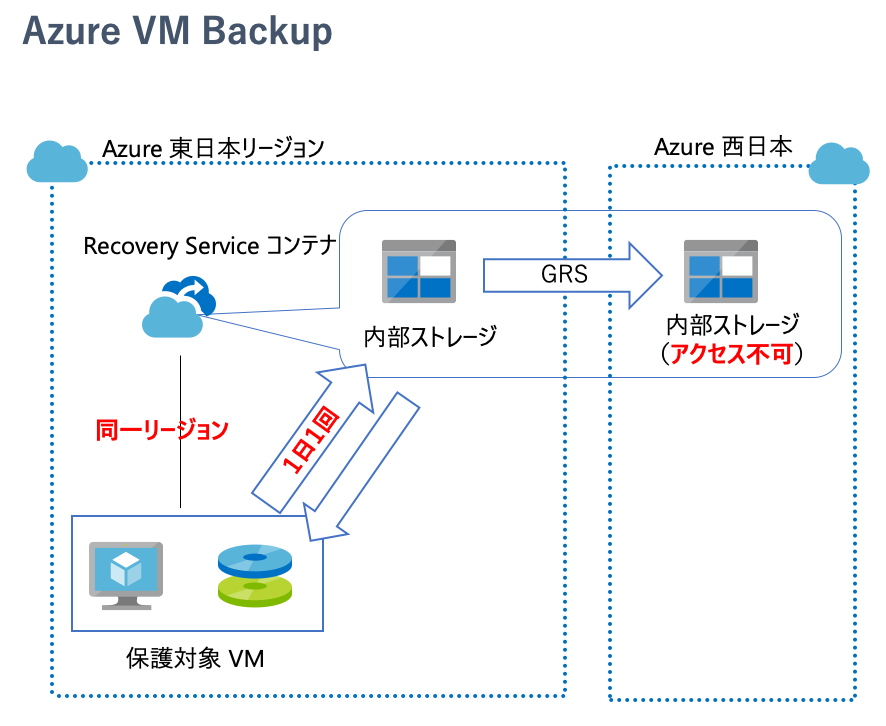 Azure VM Backup
Azure 東日本リージョン
Azure 西日本
Recovery Service コンテナ
GRS
内部ストレージ
内部ストレージ
（アクセス不可）
同一リージョン
1日1回
保護対象 VM